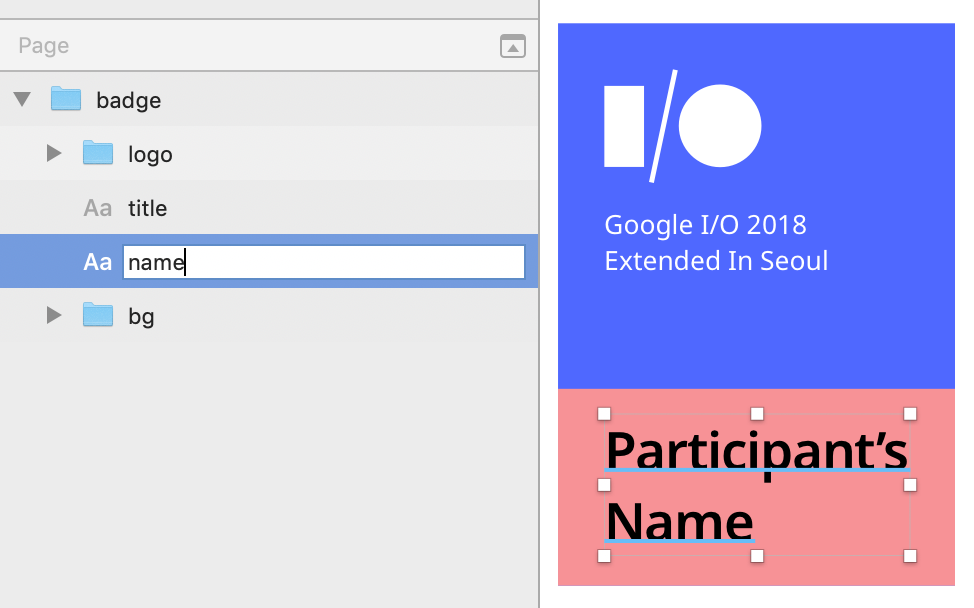 Page
badge
logo
Aa title
Aa name
bg
I/O
Google I/O 2018
Extended In Seoul
Participant’s
Name